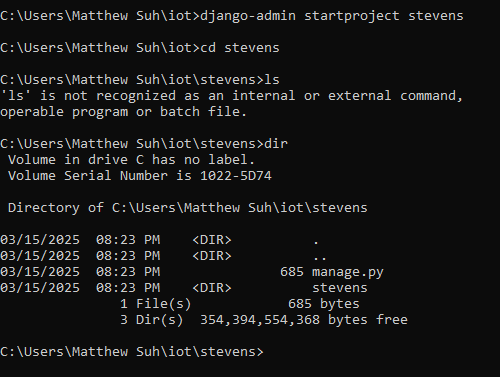 C:\Users\Matthew Suh\iot>django-admin startproject stevens
C:\Users\Matthew Suh\iot>cd stevens
C:\Users\Matthew Suh\iot\stevens>ls
'ls' is not recognized as an internal or external command,
operable program or batch file.
C:\Users\Matthew Suh\iot\stevens>dir
 Volume in drive C has no label.
 Volume Serial Number is 1022-5D74
 Directory of C:\Users\Matthew Suh\iot\stevens
03/15/2025  08:23 PM    <DIR>          .
03/15/2025  08:23 PM    <DIR>          ..
03/15/2025  08:23 PM               685 manage.py
03/15/2025  08:23 PM    <DIR>          stevens
               1 File(s)            685 bytes
               3 Dir(s)  354,394,554,368 bytes free
C:\Users\Matthew Suh\iot\stevens>